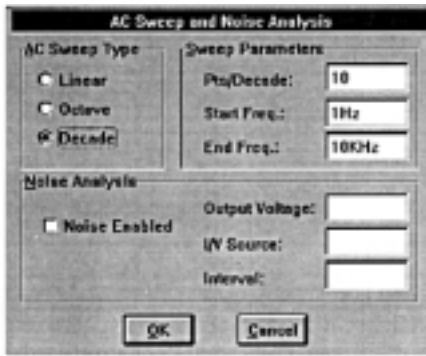 AC Sweep and Noise Analysis
AC Sweep Type
Linear
Octave
Decade
Sweep Parameters
Pts/Decade: 10
Start Freq.: 1Hz
End Freq.: 10KHz
Noise Analysis
Noise Enabled
Output Voltage:
I/V Source:
Interval:
OK
Cancel